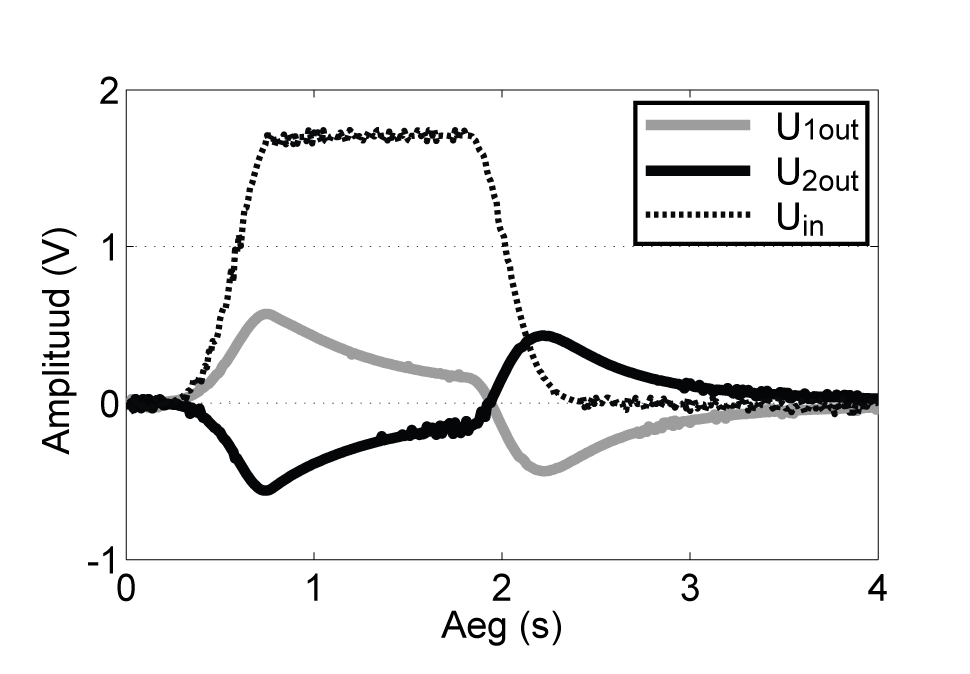 2
1
0
-1
Amplituud (V)
U1out
U2out
Uin
0 1 2 3 4
Aeg (s)